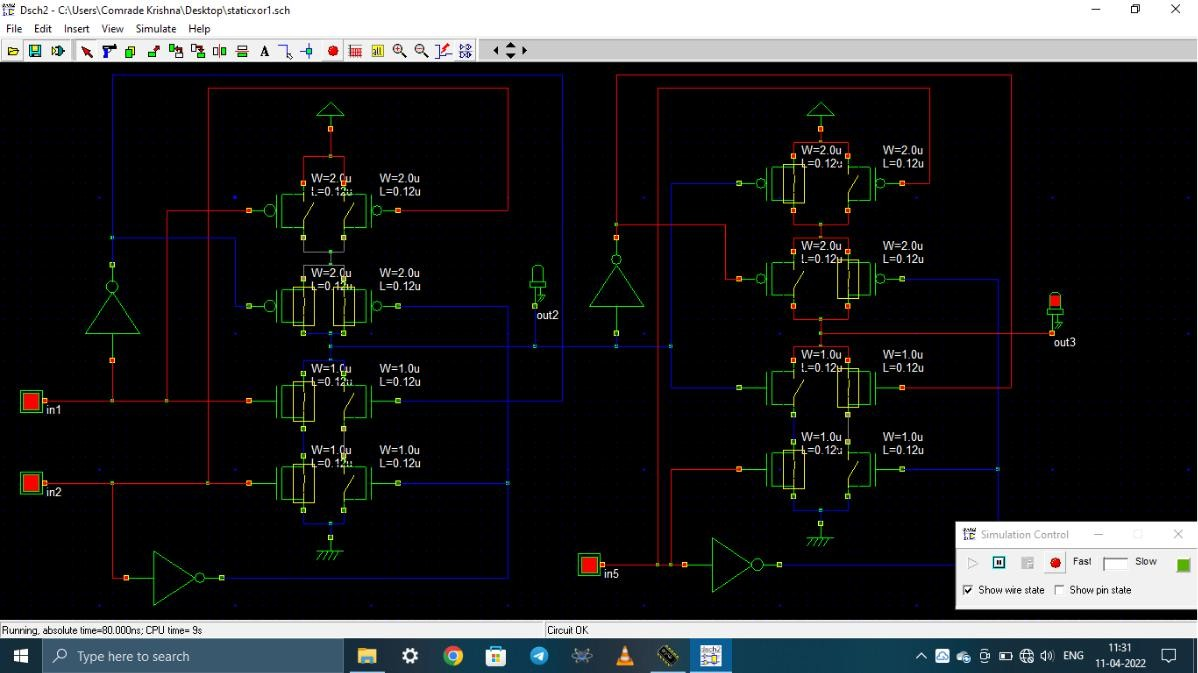 Dsch2 - C:\Users\Comrade Krishna\Desktop\staticxor1.sch
File Edit Insert View Simulate Help
W=2.0u W=2.0u
L=0.12u L=0.12u
W=2.0u W=2.0u
L=0.12u L=0.12u
out2
W=1.0u W=1.0u
L=0.12u L=0.12u
in1
W=1.0u W=1.0u
L=0.12u L=0.12u
in2
W=2.0u W=2.0u
L=0.12u L=0.12u
W=2.0u W=2.0u
L=0.12u L=0.12u
out3
W=1.0u W=1.0u
L=0.12u L=0.12u
W=1.0u W=1.0u
L=0.12u L=0.12u
in5
Simulation Control
Fast Slow
Show wire state Show pin state
Running, absolute time=80.000ns; CPU time= 9s
Circuit OK
Type here to search
ENG
11:31
11-04-2022